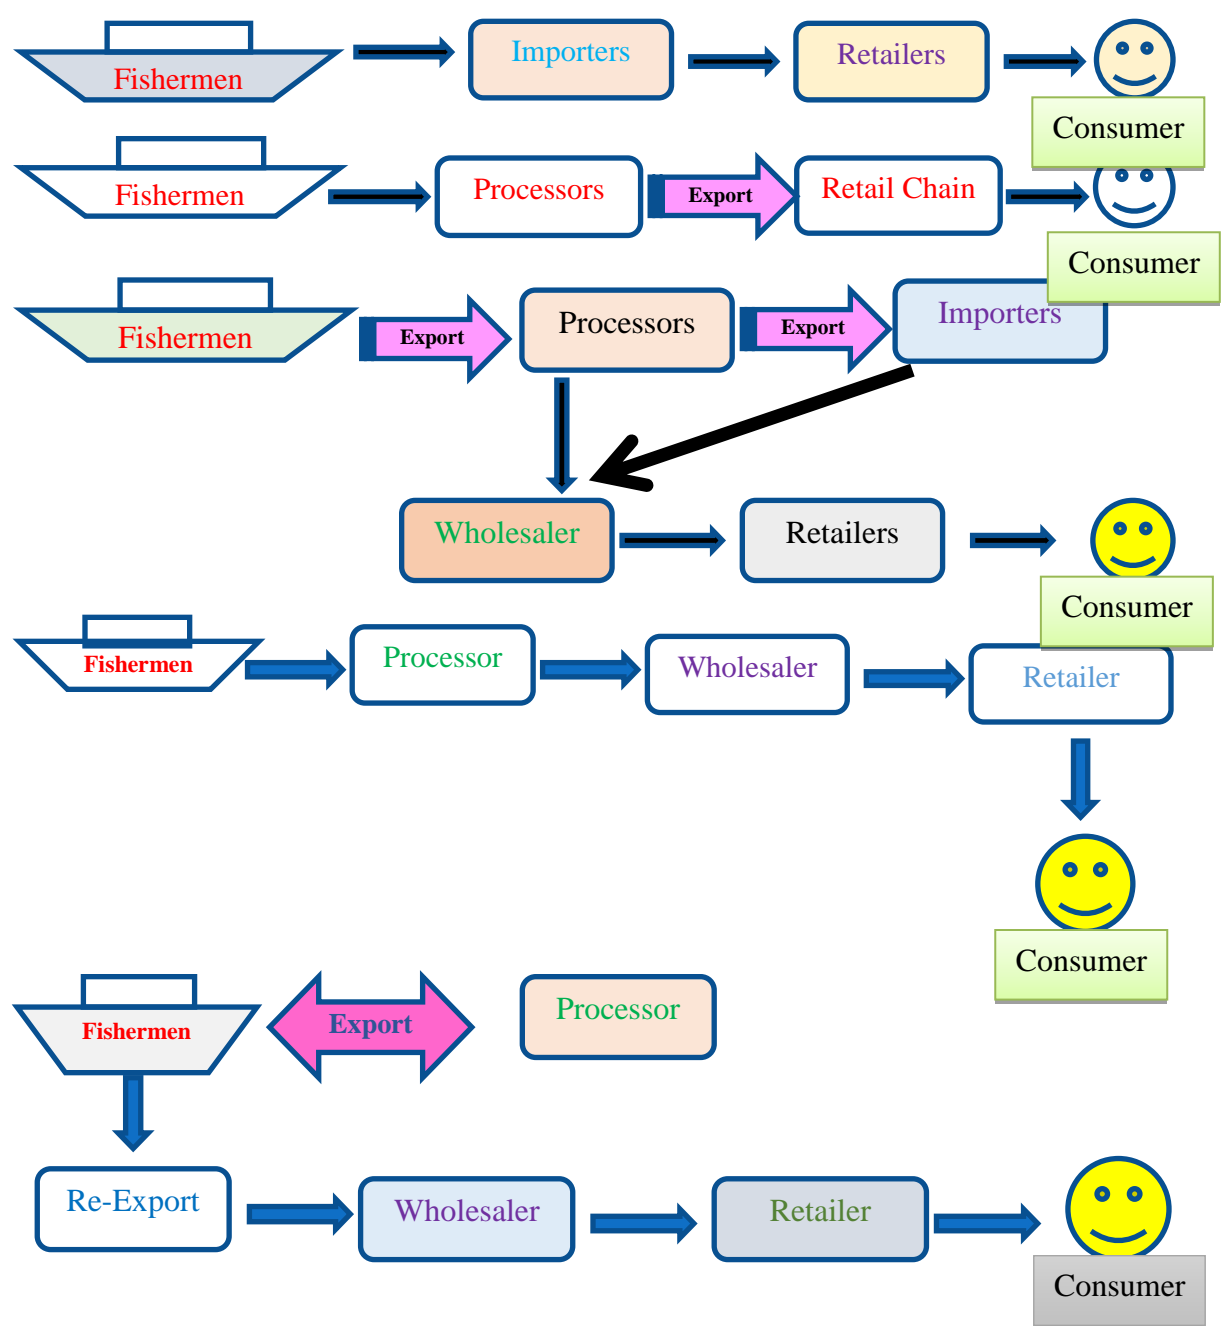 Fishermen
Importers
Retailers
Consumer
Fishermen
Processors
Export
Retail Chain
Consumer
Fishermen
Export
Processors
Export
Importers
Wholesaler
Retailers
Consumer
Fishermen
Processor
Wholesaler
Retailer
Consumer
Fishermen
Export
Processor
Re-Export
Wholesaler
Retailer
Consumer